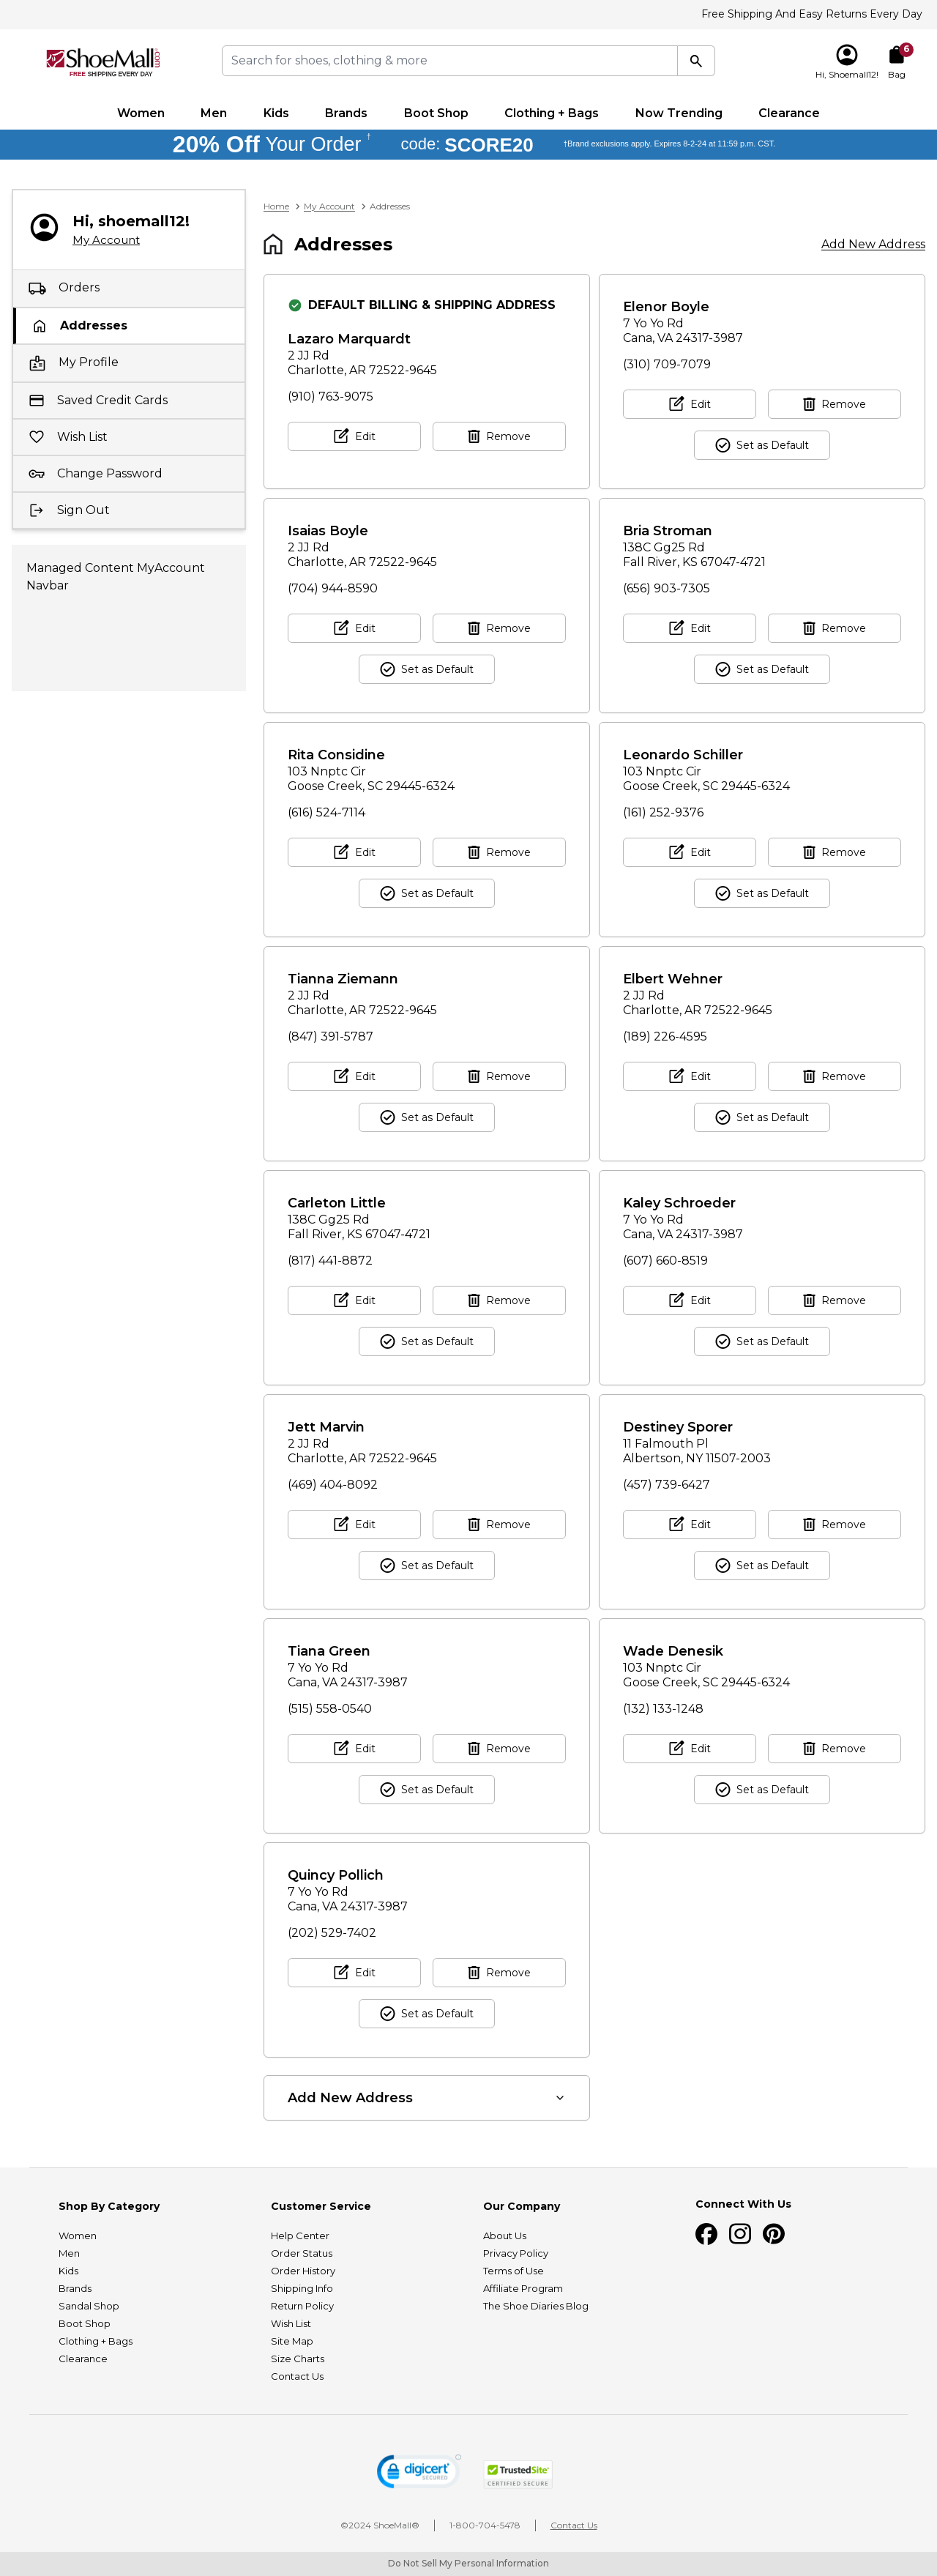 Free Shipping And Easy Returns Every Day
ShoeMall.com
FREE SHIPPING EVERY DAY
Search for shoes, clothing & more
6
Hi, Shoemall12! Bag
Women Men Kids Brands Boot Shop Clothing + Bags Now Trending Clearance
20% Off Your Order † code: SCORE20 †Brand exclusions apply. Expires 8-2-24 at 11:59 p.m. CST.
Hi, shoemall12!
My Account
Orders
Addresses
My Profile
Saved Credit Cards
Wish List
Change Password
Sign Out
Managed Content MyAccount
Navbar
Home > My Account > Addresses
Addresses
Add New Address
DEFAULT BILLING & SHIPPING ADDRESS
Lazaro Marquardt
2 JJ Rd
Charlotte, AR 72522-9645
(910) 763-9075
Edit Remove
Elenor Boyle
7 Yo Yo Rd
Cana, VA 24317-3987
(310) 709-7079
Edit Remove
Set as Default
Isaias Boyle
2 JJ Rd
Charlotte, AR 72522-9645
(704) 944-8590
Edit Remove
Set as Default
Bria Stroman
138C Gg25 Rd
Fall River, KS 67047-4721
(656) 903-7305
Edit Remove
Set as Default
Rita Considine
103 Nnptc Cir
Goose Creek, SC 29445-6324
(616) 524-7114
Edit Remove
Set as Default
Leonardo Schiller
103 Nnptc Cir
Goose Creek, SC 29445-6324
(161) 252-9376
Edit Remove
Set as Default
Tianna Ziemann
2 JJ Rd
Charlotte, AR 72522-9645
(847) 391-5787
Edit Remove
Set as Default
Elbert Wehner
2 JJ Rd
Charlotte, AR 72522-9645
(189) 226-4595
Edit Remove
Set as Default
Carleton Little
138C Gg25 Rd
Fall River, KS 67047-4721
(817) 441-8872
Edit Remove
Set as Default
Kaley Schroeder
7 Yo Yo Rd
Cana, VA 24317-3987
(607) 660-8519
Edit Remove
Set as Default
Jett Marvin
2 JJ Rd
Charlotte, AR 72522-9645
(469) 404-8092
Edit Remove
Set as Default
Destiney Sporer
11 Falmouth Pl
Albertson, NY 11507-2003
(457) 739-6427
Edit Remove
Set as Default
Tiana Green
7 Yo Yo Rd
Cana, VA 24317-3987
(515) 558-0540
Edit Remove
Set as Default
Wade Denesik
103 Nnptc Cir
Goose Creek, SC 29445-6324
(132) 133-1248
Edit Remove
Set as Default
Quincy Pollich
7 Yo Yo Rd
Cana, VA 24317-3987
(202) 529-7402
Edit Remove
Set as Default
Add New Address
Shop By Category
Women
Men
Kids
Brands
Sandal Shop
Boot Shop
Clothing + Bags
Clearance
Customer Service
Help Center
Order Status
Order History
Shipping Info
Return Policy
Wish List
Site Map
Size Charts
Contact Us
Our Company
About Us
Privacy Policy
Terms of Use
Affiliate Program
The Shoe Diaries Blog
Connect With Us
digicert
SECURED
TrustedSite
CERTIFIED SECURE
©2024 ShoeMall® | 1-800-704-5478 | Contact Us
Do Not Sell My Personal Information